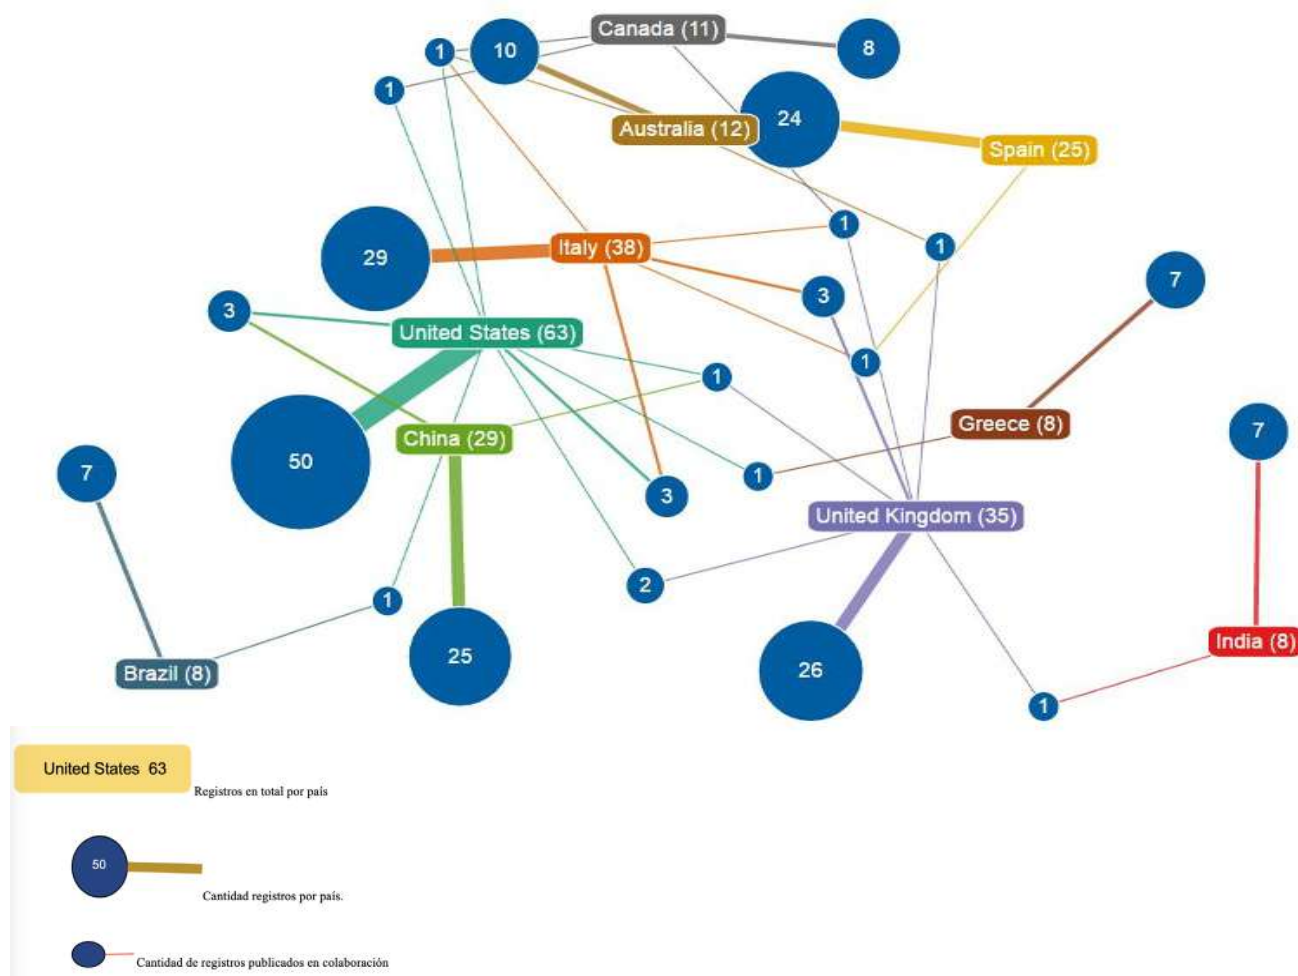 Canada (11)
8
1
10
1
24
Australia (12)
Spain (25)
1
1
Italy (38)
29
7
3
3
United States (63)
1
1
7
Greece (8)
China (29)
50
7
1
3
United Kingdom (35)
2
1
25
26
India (8)
Brazil (8)
1
United States 63
Registros en total por país
50
Cantidad registros por país.
Cantidad de registros publicados en colaboración